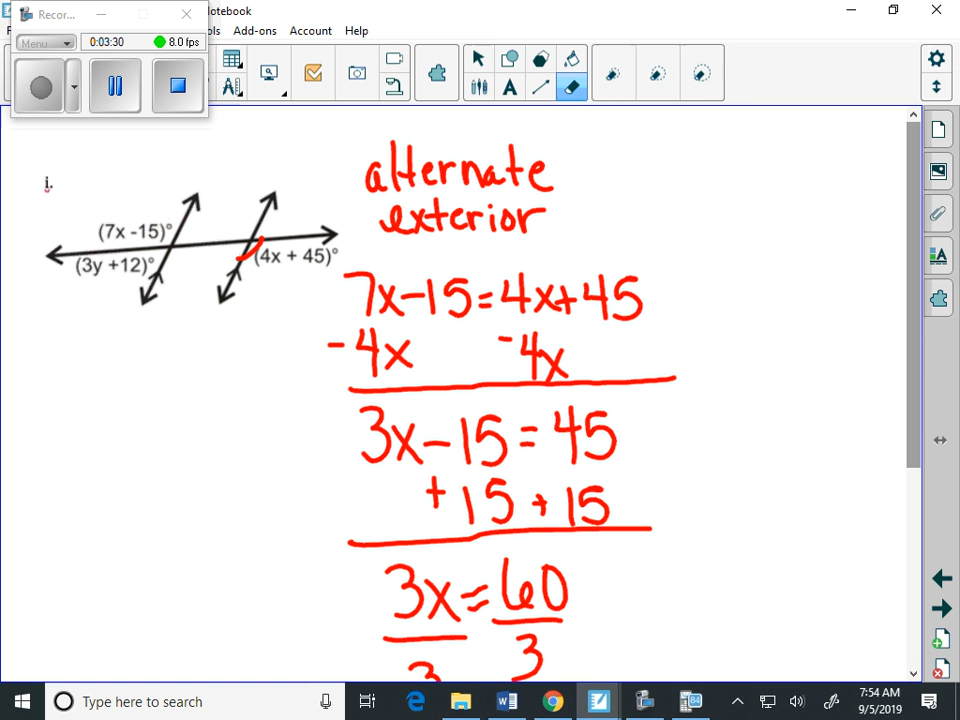 Recor...
Notebook
Menu
0:03:30
8.0 fps
ols Add-ons Account Help
i.
(7x -15)°
(3y +12)°
(4x + 45)°
alternate
exterior
7x-15=4x+45
-4x -4x
3x-15=45
+15 +15
3x=60
3 3
Type here to search
84
7:54 AM
9/5/2019